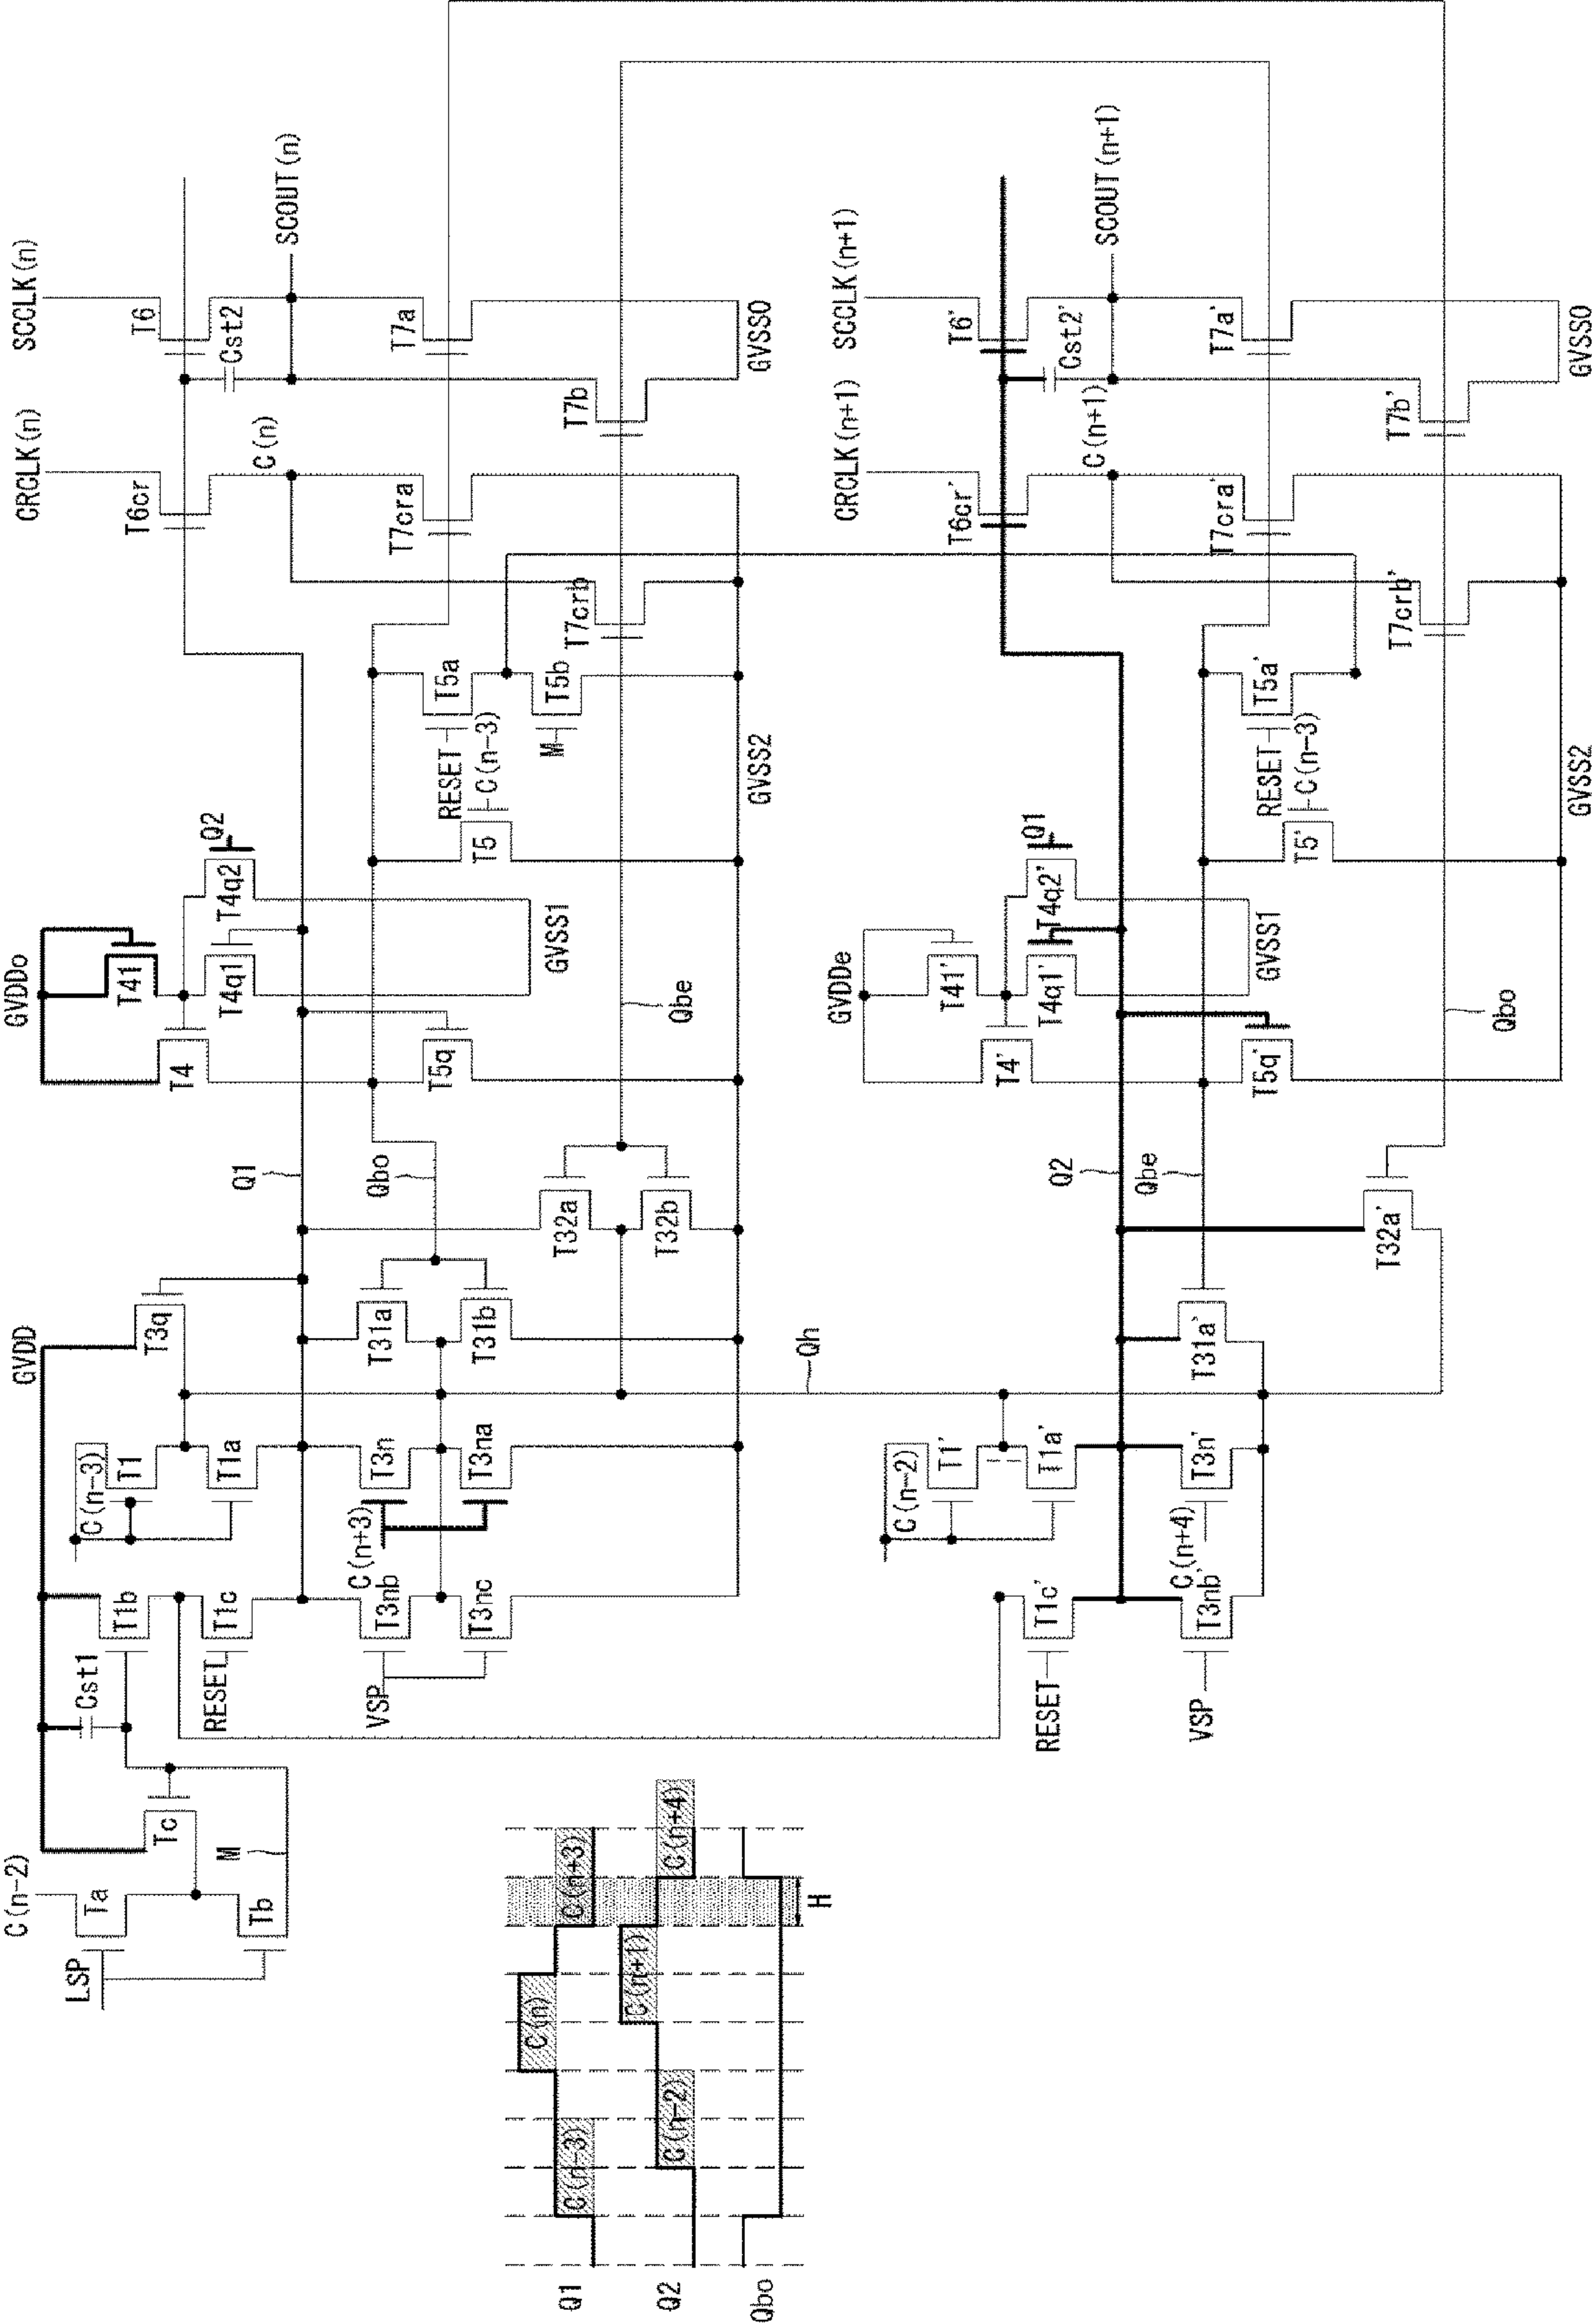 C(n-2)
LSP
Ta
Tb
Tc
M
Cst1
GVDD
T1b
RESET
T1c
C(n-3)
T1
T1a
T3q
VSP
T3nb
T3nc
C(n+3)
T3n
T3na
T31a
T31b
Q1
Qbo
T32a
T32b
Qh
GVDDo
T4
T41
T4q1
T4q2
Q2
GVSS1
T5q
Qbe
T5
C(n-3)
RESET
T5a
T5b
M
GVSS2
CRCLK(n)
T6cr
C(n)
T7cra
T7crb
SCCLK(n)
T6
Cst2
SCOUT(n)
T7a
T7b
GVSS0
RESET
T1c'
VSP
T3nb'
C(n-2)
T1'
T1a'
C(n+4)
T3n'
T31a'
Q2
Qbe
T32a'
GVDDe
T4'
T41'
T4q1'
T4q2'
Q1
GVSS1
T5q'
Qbo
T5'
C(n-3)
RESET
T5a'
GVSS2
CRCLK(n+1)
T6cr'
C(n+1)
T7cra'
T7crb'
SCCLK(n+1)
T6'
Cst2'
SCOUT(n+1)
T7a'
T7b'
GVSS0
Q1
C(n-3)
C(n)
C(n+3)
Q2
C(n-2)
C(n+1)
C(n+4)
Qbo
H